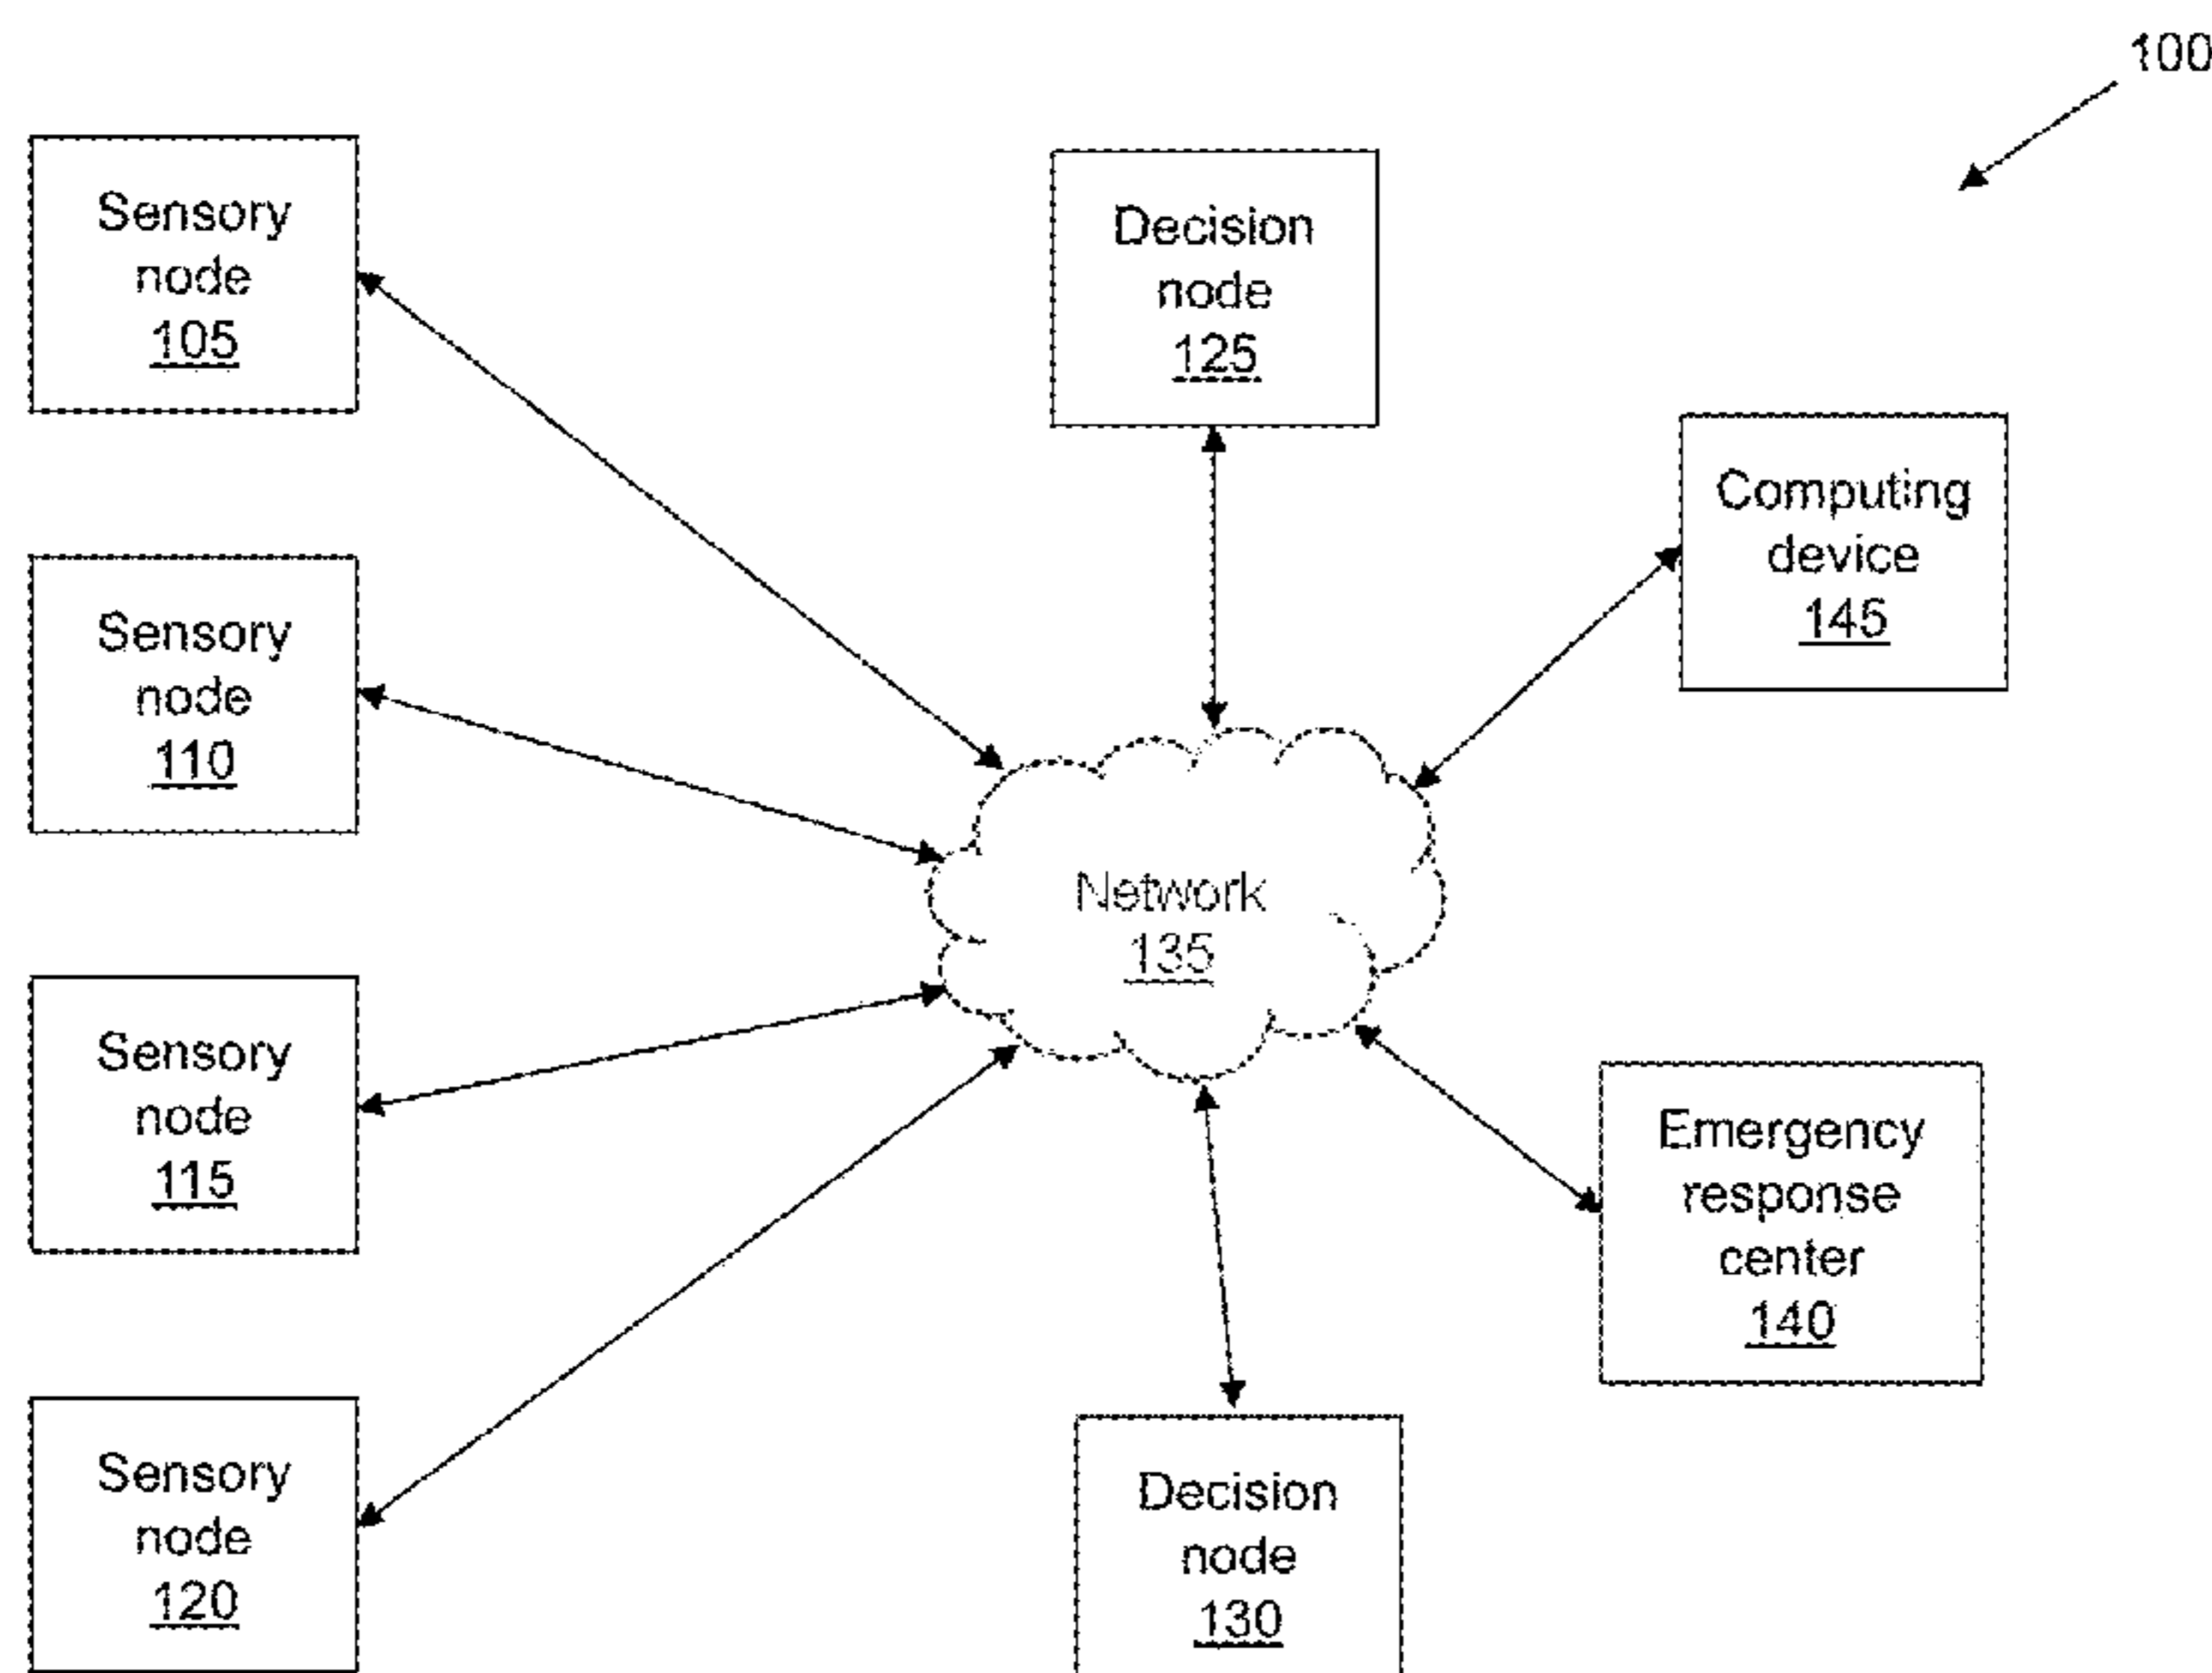 100
Sensory
node
105
Decision
node
125
Computing
device
145
Sensory
node
110
Network
135
Sensory
node
115
Emergency
response
center
140
Sensory
node
120
Decision
node
130